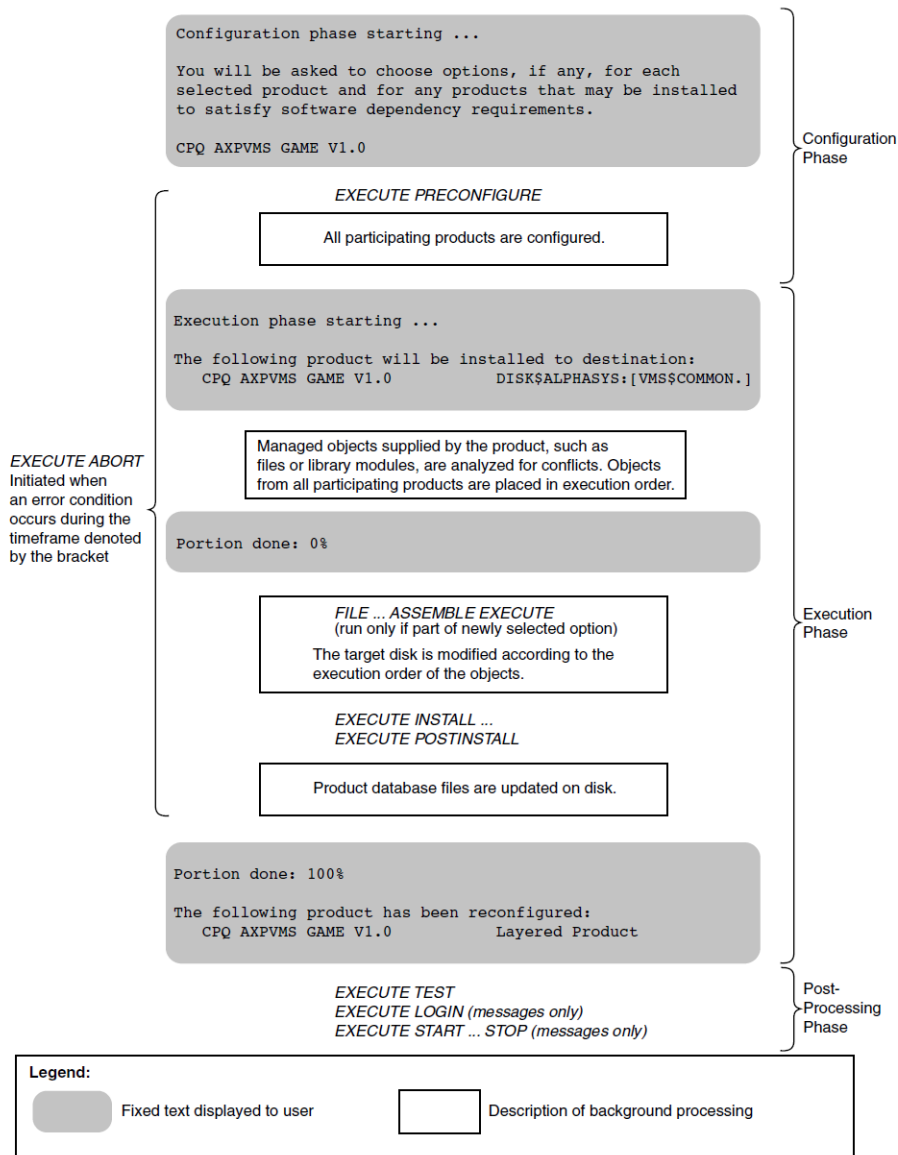 Configuration phase starting ...
You will be asked to choose options, if any, for each
selected product and for any products that may be installed
to satisfy software dependency requirements.
CPQ AXPVMS GAME V1.0
Configuration
Phase
EXECUTE PRECONFIGURE
All participating products are configured.
Execution phase starting ...
The following product will be installed to destination:
CPQ AXPVMS GAME V1.0 DISK$ALPHASYS:[VMS$COMMON.]
Managed objects supplied by the product, such as
files or library modules, are analyzed for conflicts. Objects
from all participating products are placed in execution order.
EXECUTE ABORT
Initiated when
an error condition
occurs during the
timeframe denoted
by the bracket
Portion done: 0%
FILE ... ASSEMBLE EXECUTE
(run only if part of newly selected option)
The target disk is modified according to the
execution order of the objects.
Execution
Phase
EXECUTE INSTALL ...
EXECUTE POSTINSTALL
Product database files are updated on disk.
Portion done: 100%
The following product has been reconfigured:
CPQ AXPVMS GAME V1.0 Layered Product
EXECUTE TEST
EXECUTE LOGIN (messages only)
EXECUTE START ... STOP (messages only)
Post-
Processing
Phase
Legend:
Fixed text displayed to user
Description of background processing